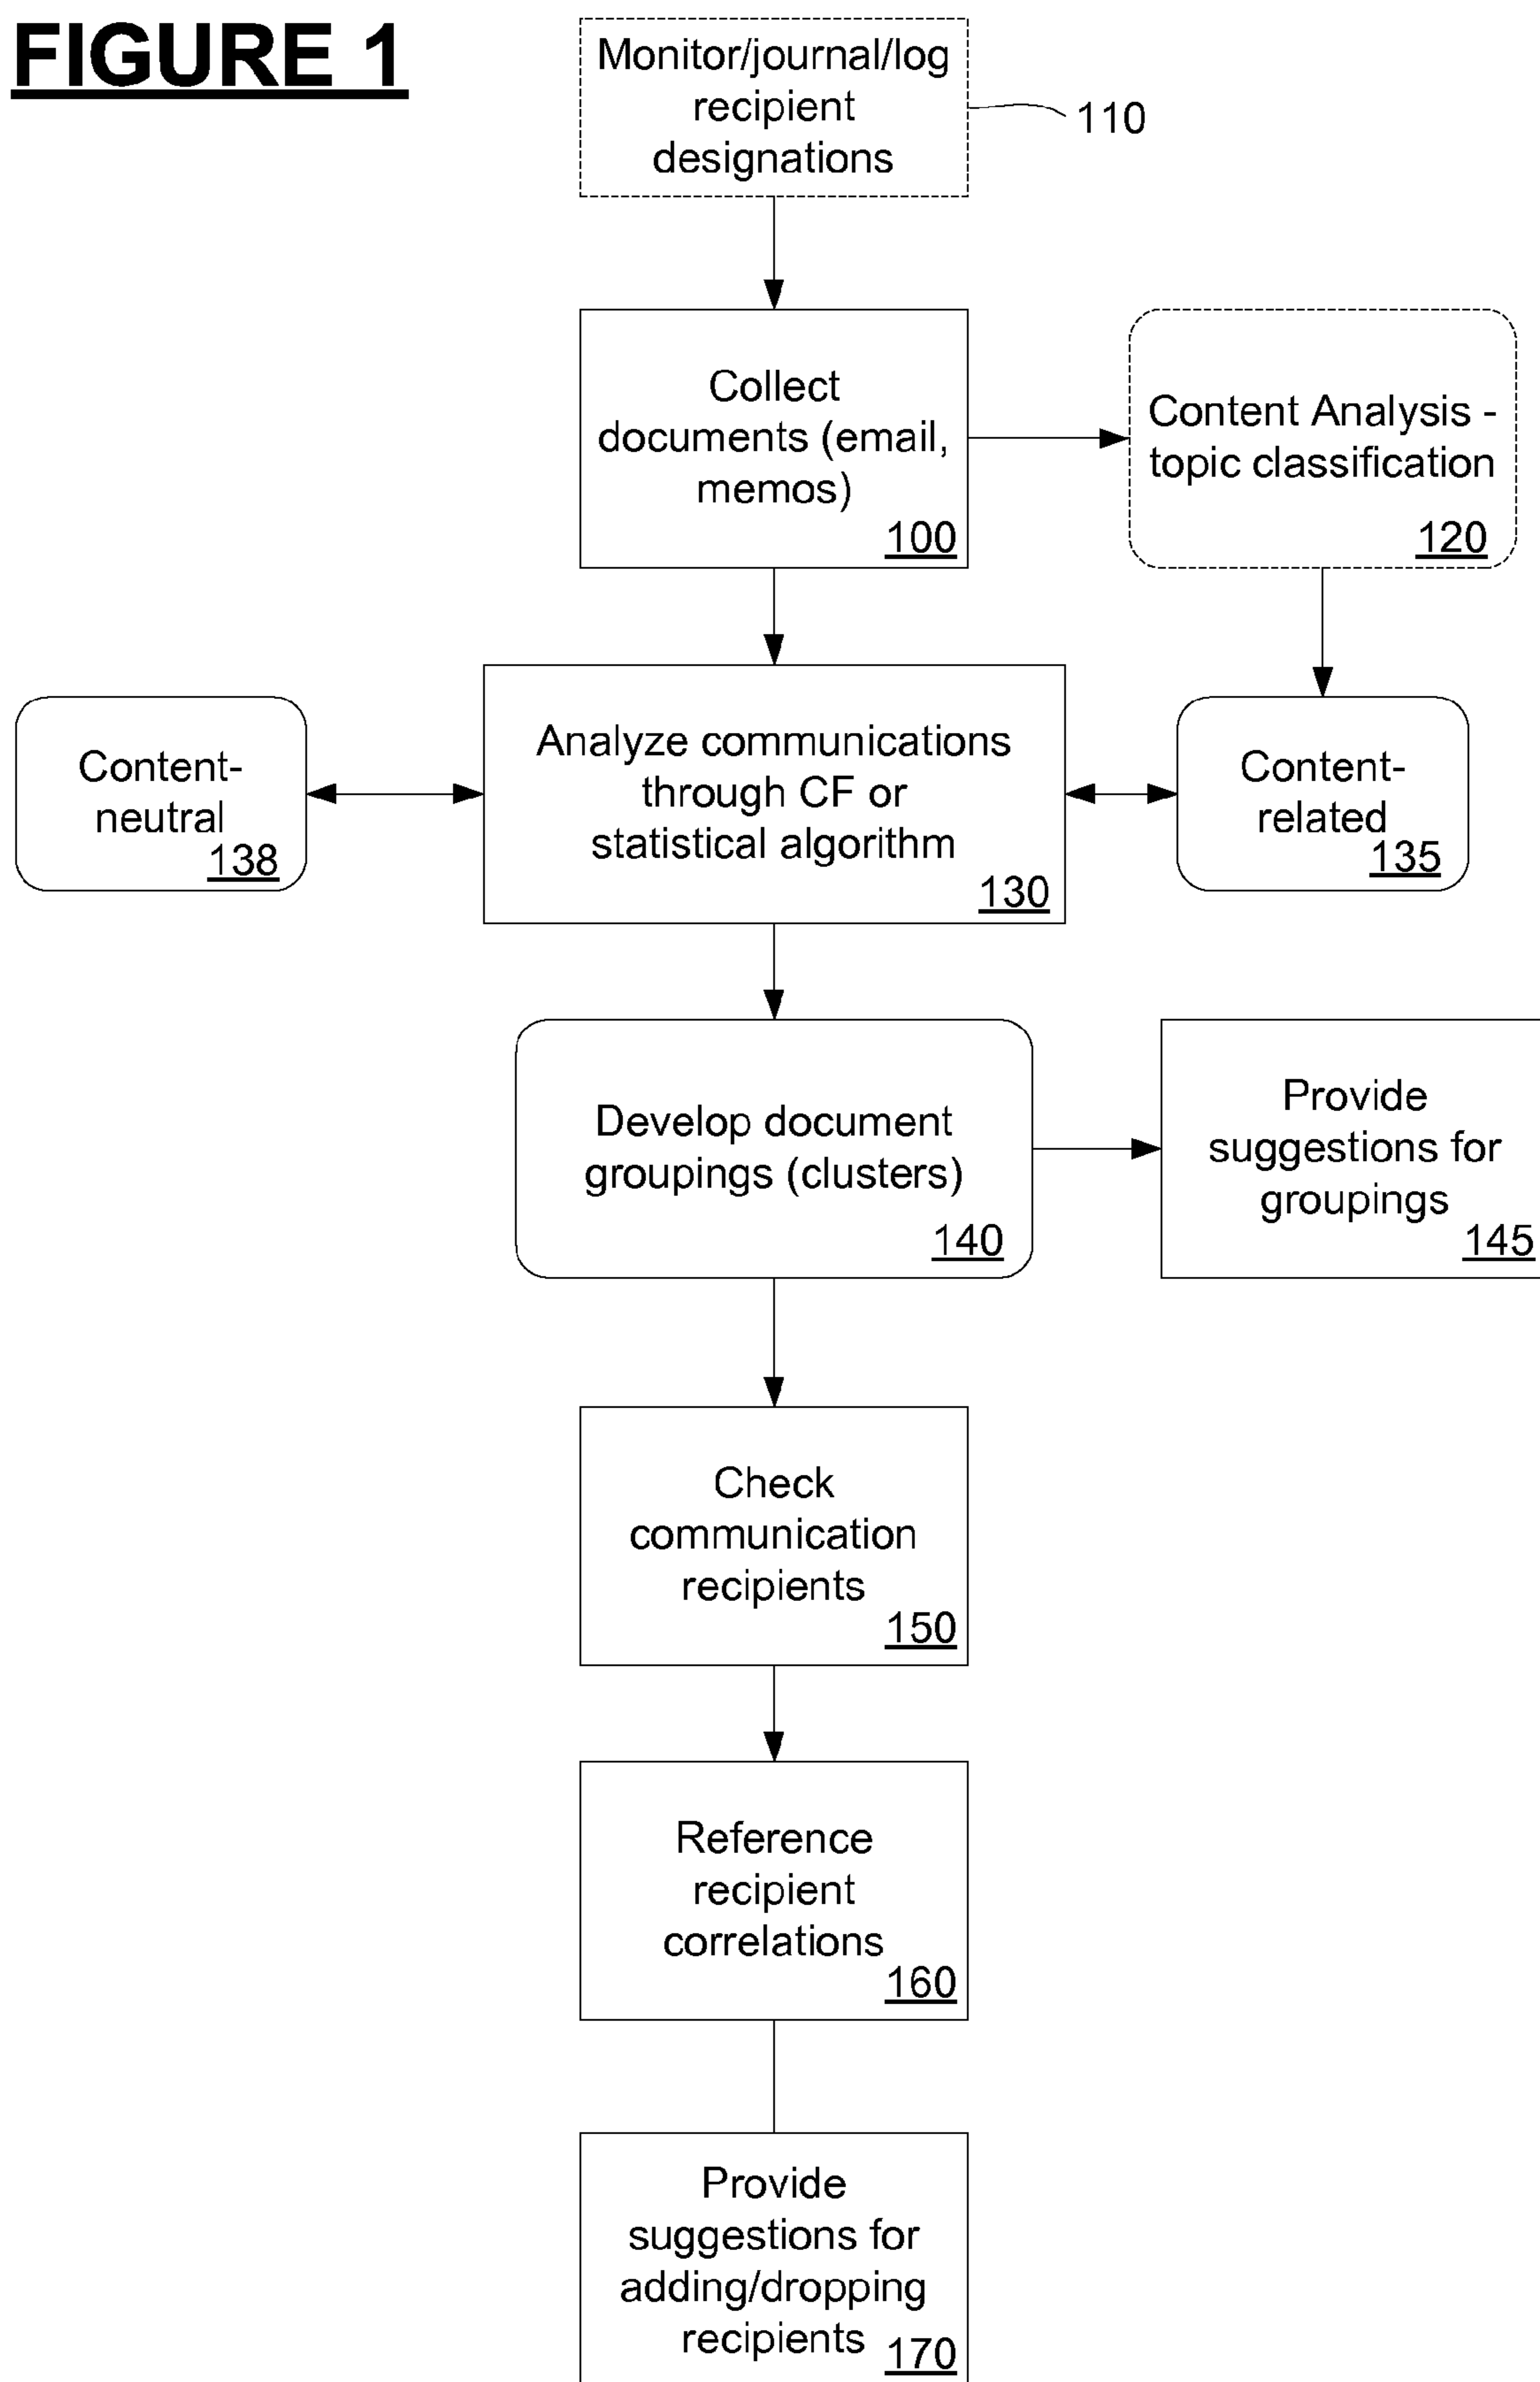 FIGURE 1
Monitor/journal/log
recipient
designations
110
Collect
documents (email,
memos)
100
Content Analysis -
topic classification
120
Content-
neutral
138
Analyze communications
through CF or
statistical algorithm
130
Content-
related
135
Develop document
groupings (clusters)
140
Provide
suggestions for
groupings
145
Check
communication
recipients
150
Reference
recipient
correlations
160
Provide
suggestions for
adding/dropping
recipients
170